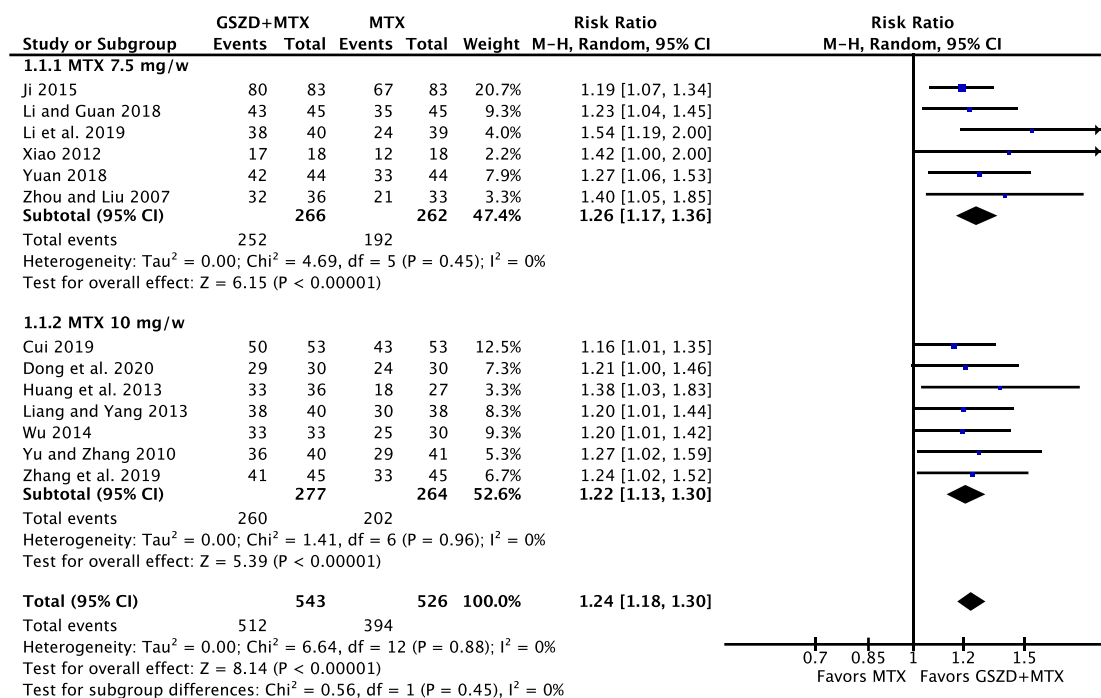 GSZD+MTX MTX Risk Ratio Risk Ratio
Study or Subgroup Events Total Events Total Weight M-H, Random, 95% CI M-H, Random, 95% CI
1.1.1 MTX 7.5 mg/w
Ji 2015 80 83 67 83 20.7% 1.19 [1.07, 1.34]
Li and Guan 2018 43 45 35 45 9.3% 1.23 [1.04, 1.45]
Li et al. 2019 38 40 24 39 4.0% 1.54 [1.19, 2.00]
Xiao 2012 17 18 12 18 2.2% 1.42 [1.00, 2.00]
Yuan 2018 42 44 33 44 7.9% 1.27 [1.06, 1.53]
Zhou and Liu 2007 32 36 21 33 3.3% 1.40 [1.05, 1.85]
Subtotal (95% CI) 266 262 47.4% 1.26 [1.17, 1.36]
Total events 252 192
Heterogeneity: Tau² = 0.00; Chi² = 4.69, df = 5 (P = 0.45); I² = 0%
Test for overall effect: Z = 6.15 (P < 0.00001)
1.1.2 MTX 10 mg/w
Cui 2019 50 53 43 53 12.5% 1.16 [1.01, 1.35]
Dong et al. 2020 29 30 24 30 7.3% 1.21 [1.00, 1.46]
Huang et al. 2013 33 36 18 27 3.3% 1.38 [1.03, 1.83]
Liang and Yang 2013 38 40 30 38 8.3% 1.20 [1.01, 1.44]
Wu 2014 33 33 25 30 9.3% 1.20 [1.01, 1.42]
Yu and Zhang 2010 36 40 29 41 5.3% 1.27 [1.02, 1.59]
Zhang et al. 2019 41 45 33 45 6.7% 1.24 [1.02, 1.52]
Subtotal (95% CI) 277 264 52.6% 1.22 [1.13, 1.30]
Total events 260 202
Heterogeneity: Tau² = 0.00; Chi² = 1.41, df = 6 (P = 0.96); I² = 0%
Test for overall effect: Z = 5.39 (P < 0.00001)
Total (95% CI) 543 526 100.0% 1.24 [1.18, 1.30]
Total events 512 394
Heterogeneity: Tau² = 0.00; Chi² = 6.64, df = 12 (P = 0.88); I² = 0%
Test for overall effect: Z = 8.14 (P < 0.00001)
Test for subgroup differences: Chi² = 0.56, df = 1 (P = 0.45), I² = 0%
0.7 0.85 1 1.2 1.5
Favors MTX Favors GSZD+MTX